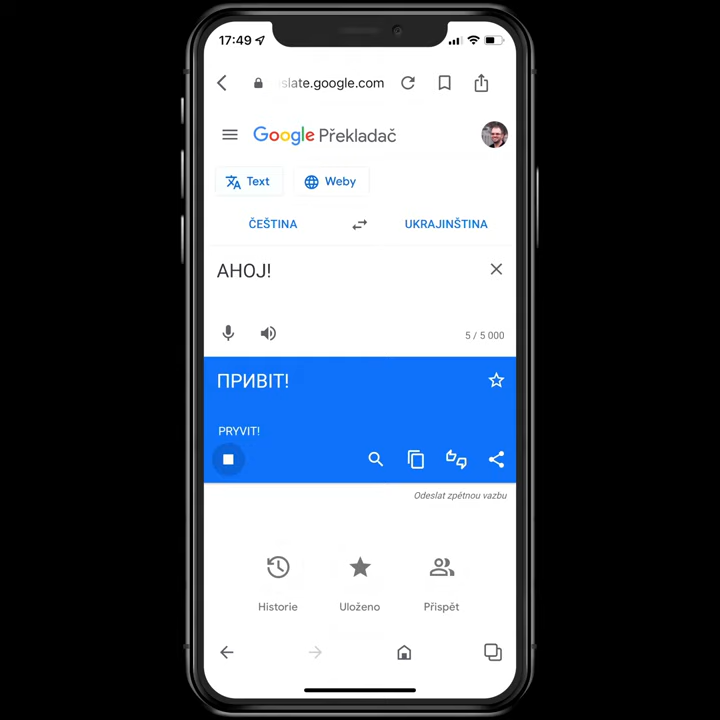 17:49
slate.google.com
Google Překladač
Text
Weby
ČEŠTINA
UKRAJINŠTINA
AHOJ!
5 / 5 000
ПРИВІТ!
PRYVIT!
Odeslat zpětnou vazbu
Historie
Uloženo
Přispět